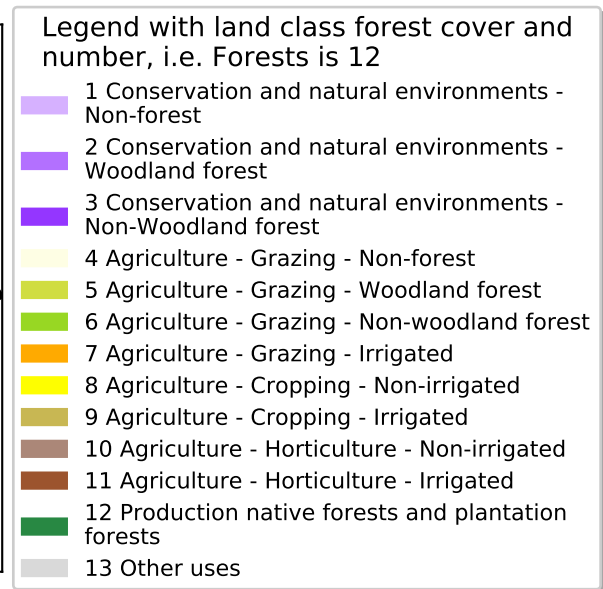 Legend with land class forest cover and
number, i.e. Forests is 12
1 Conservation and natural environments -
Non-forest
2 Conservation and natural environments -
Woodland forest
3 Conservation and natural environments -
Non-Woodland forest
4 Agriculture - Grazing - Non-forest
5 Agriculture - Grazing - Woodland forest
6 Agriculture - Grazing - Non-woodland forest
7 Agriculture - Grazing - Irrigated
8 Agriculture - Cropping - Non-irrigated
9 Agriculture - Cropping - Irrigated
10 Agriculture - Horticulture - Non-irrigated
11 Agriculture - Horticulture - Irrigated
12 Production native forests and plantation
forests
13 Other uses